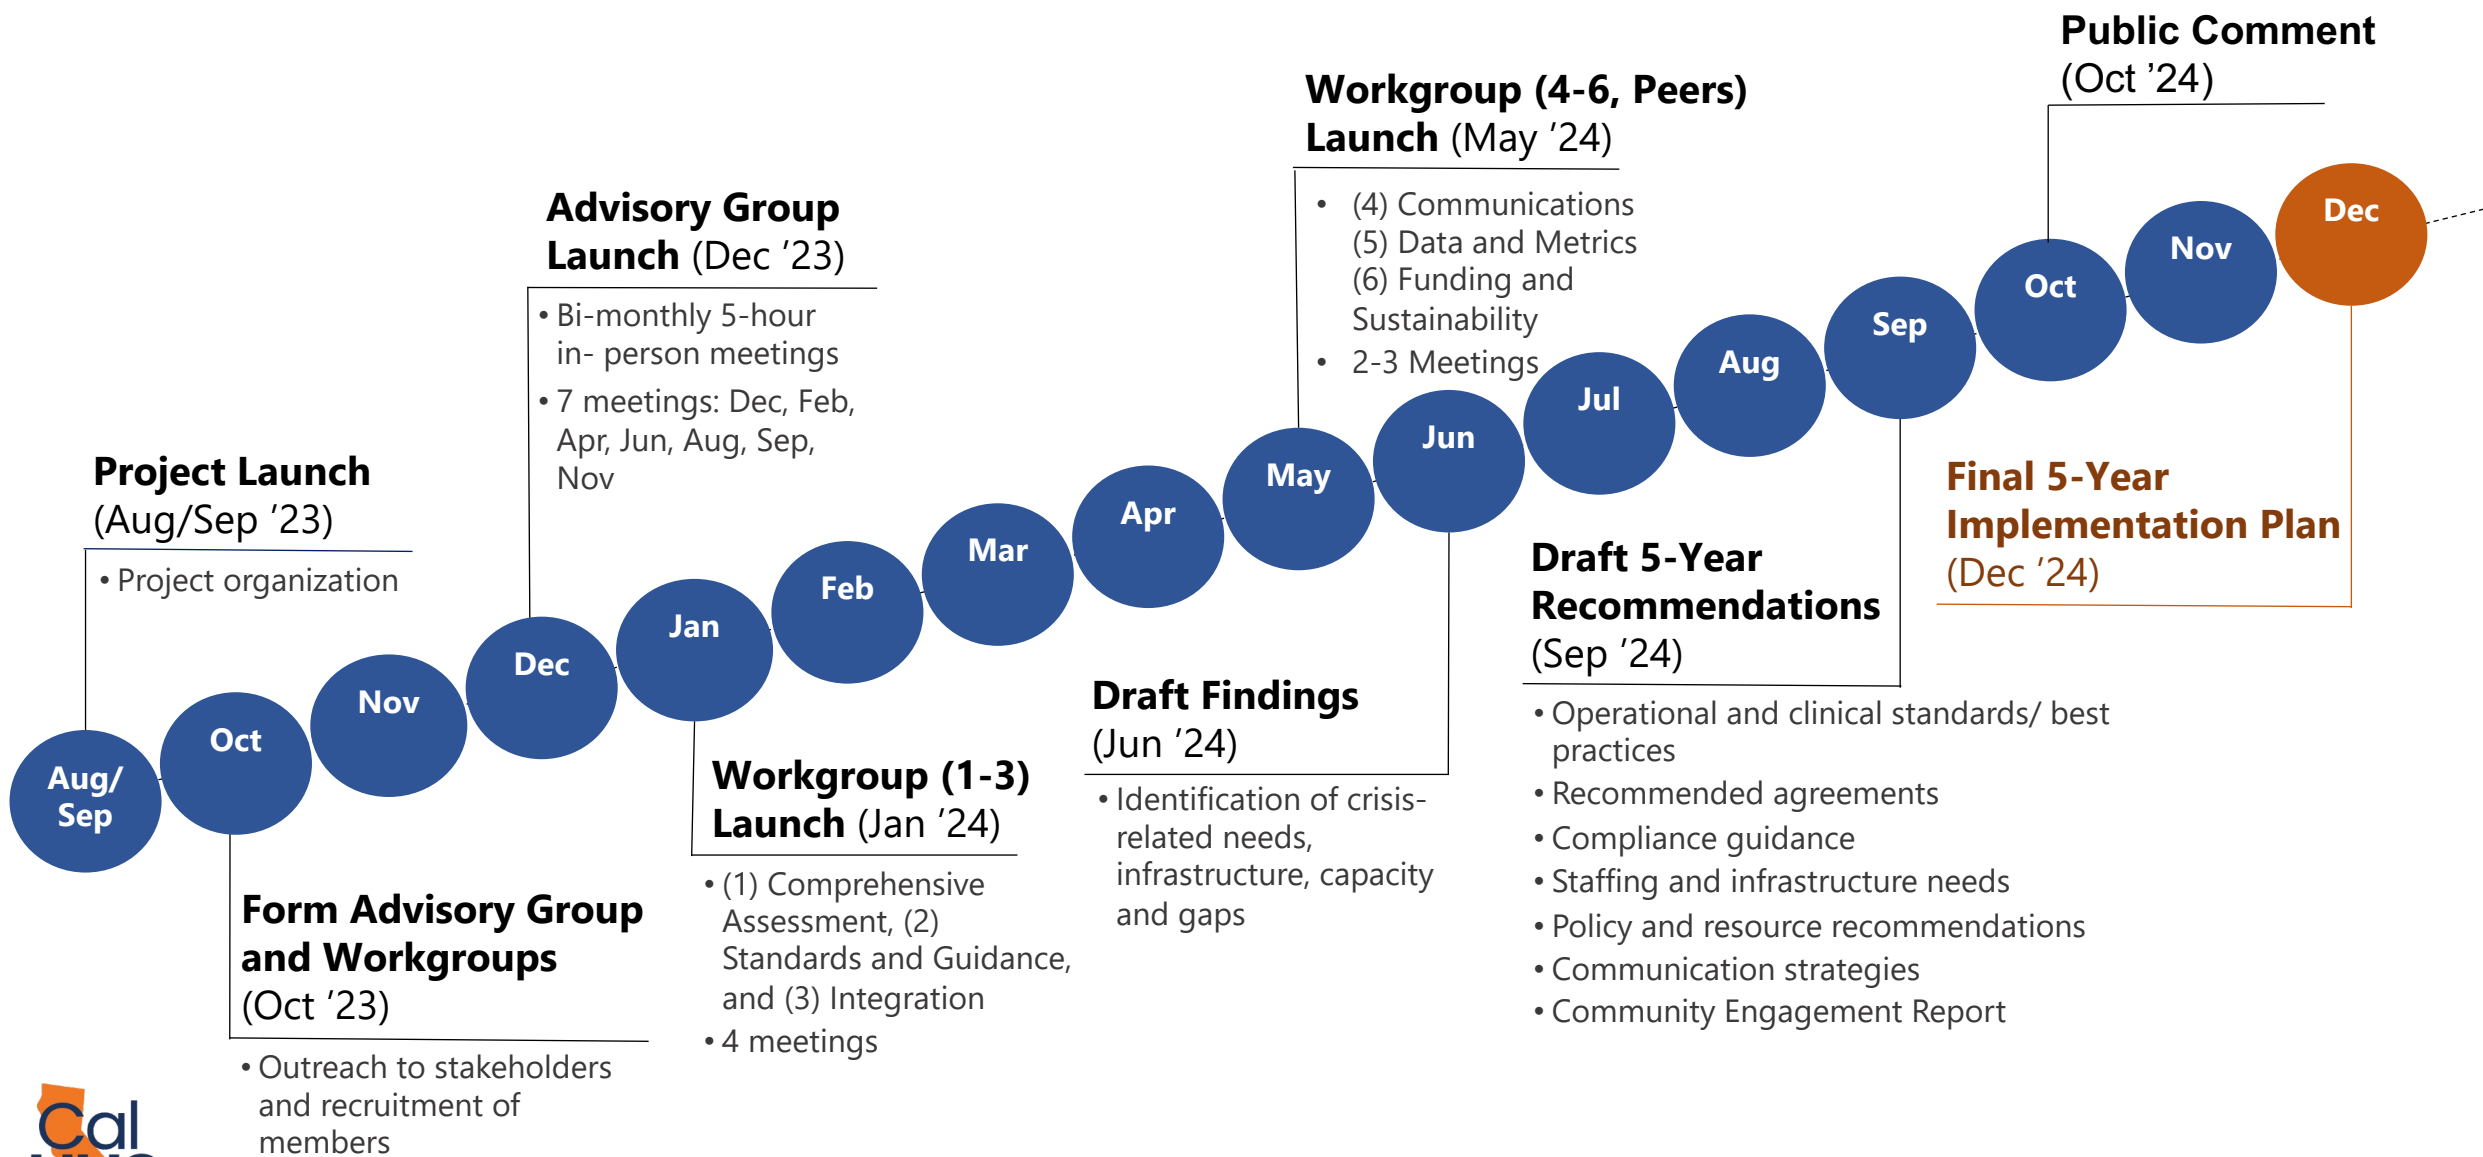 Public Comment
(Oct ’24)
Workgroup (4-6, Peers)
Launch (May ’24)
• (4) Communications
(5) Data and Metrics
(6) Funding and
Sustainability
• 2-3 Meetings
Advisory Group
Launch (Dec ’23)
• Bi-monthly 5-hour
in- person meetings
• 7 meetings: Dec, Feb,
Apr, Jun, Aug, Sep,
Nov
Project Launch
(Aug/Sep ’23)
• Project organization
Aug/
Sep
Oct
Nov
Dec
Jan
Feb
Mar
Apr
May
Jun
Jul
Aug
Sep
Oct
Nov
Dec
Form Advisory Group
and Workgroups
(Oct ’23)
• Outreach to stakeholders
and recruitment of
members
Workgroup (1-3)
Launch (Jan ’24)
• (1) Comprehensive
Assessment, (2)
Standards and Guidance,
and (3) Integration
• 4 meetings
Draft Findings
(Jun ’24)
• Identification of crisis-
related needs,
infrastructure, capacity
and gaps
Draft 5-Year
Recommendations
(Sep ’24)
• Operational and clinical standards/ best
practices
• Recommended agreements
• Compliance guidance
• Staffing and infrastructure needs
• Policy and resource recommendations
• Communication strategies
• Community Engagement Report
Final 5-Year
Implementation Plan
(Dec ’24)
Cal